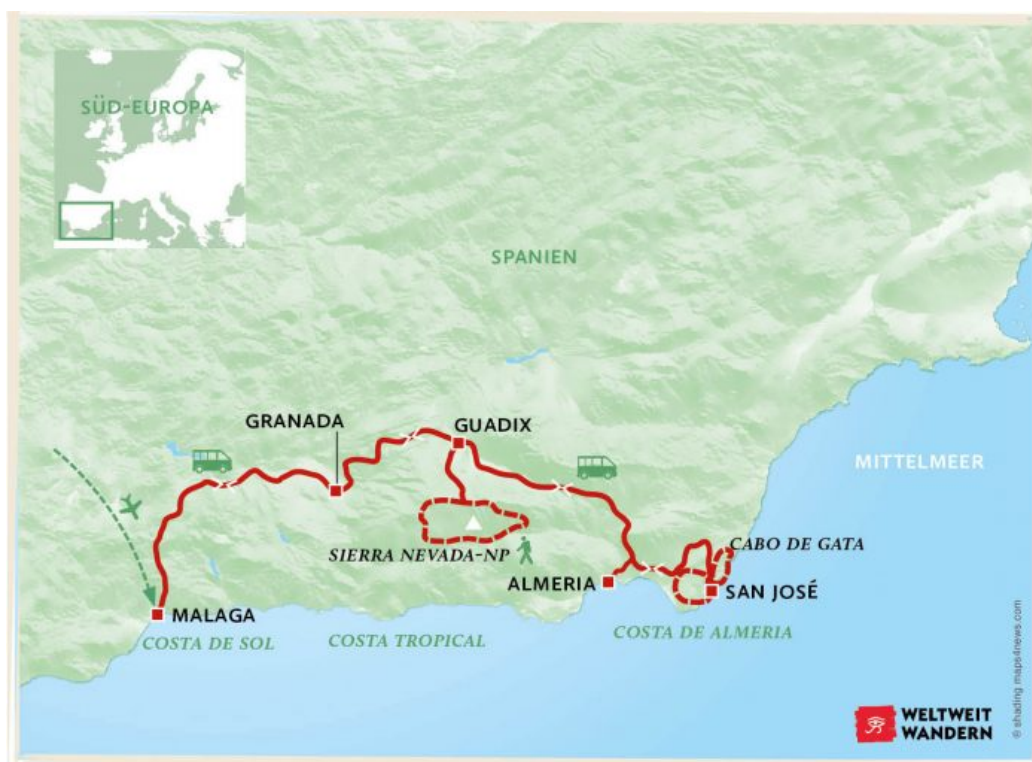 SÜD-EUROPA
SPANIEN
GRANADA
GUADIX
MITTELMEER
SIERRA NEVADA-NP
CABO DE GATA
ALMERIA
SAN JOSÉ
MALAGA
COSTA DE SOL
COSTA TROPICAL
COSTA DE ALMERIA
WELTWEIT
WANDERN
© shading maps4news.com